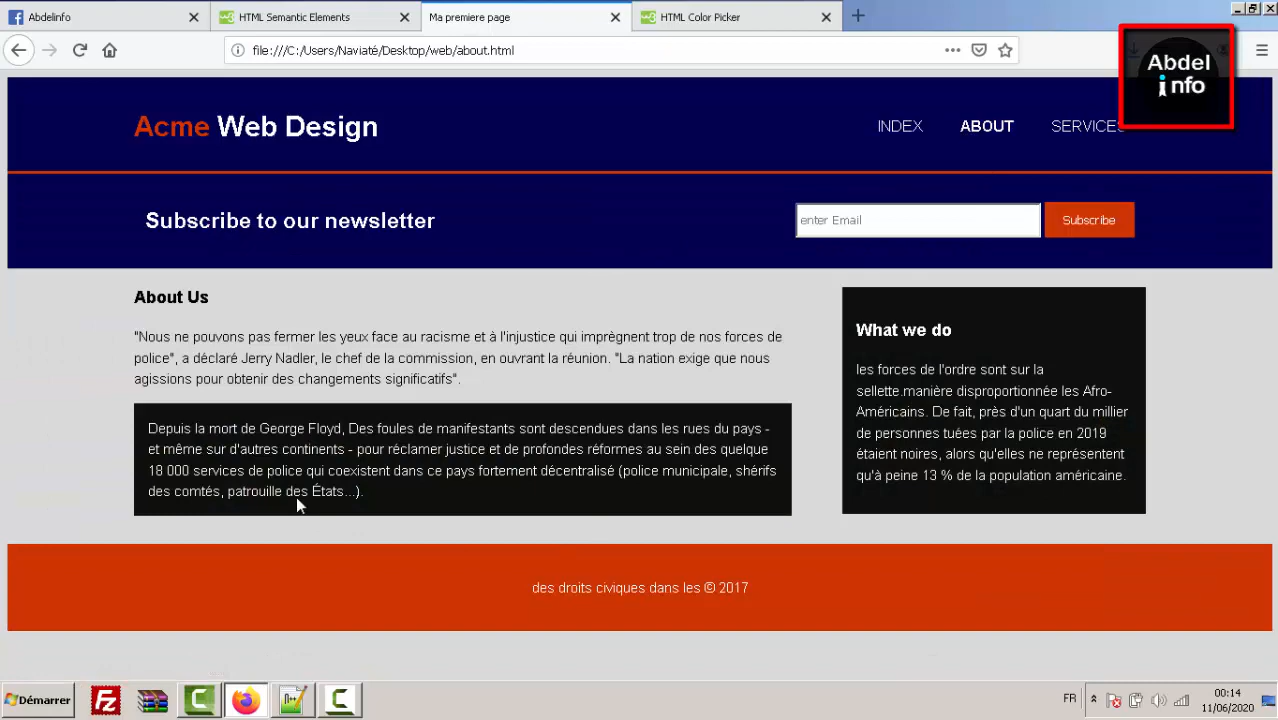 Abdelinfo
HTML Semantic Elements
Ma premiere page
HTML Color Picker
file:///C:/Users/Naviaté/Desktop/web/about.html
Abdel
info
Acme Web Design
INDEX ABOUT SERVICES
Subscribe to our newsletter
enter Email
Subscribe
About Us
"Nous ne pouvons pas fermer les yeux face au racisme et à l'injustice qui imprègnent trop de nos forces de
police", a déclaré Jerry Nadler, le chef de la commission, en ouvrant la réunion. "La nation exige que nous
agissions pour obtenir des changements significatifs".
Depuis la mort de George Floyd, Des foules de manifestants sont descendues dans les rues du pays -
et même sur d'autres continents - pour réclamer justice et de profondes réformes au sein des quelque
18 000 services de police qui coexistent dans ce pays fortement décentralisé (police municipale, shérifs
des comtés, patrouille des États...).
What we do
les forces de l'ordre sont sur la
sellette.manière disproportionnée les Afro-
Américains. De fait, près d'un quart du millier
de personnes tuées par la police en 2019
étaient noires, alors qu'elles ne représentent
qu'à peine 13 % de la population américaine.
des droits civiques dans les © 2017
Démarrer
FR
00:14
11/06/2020